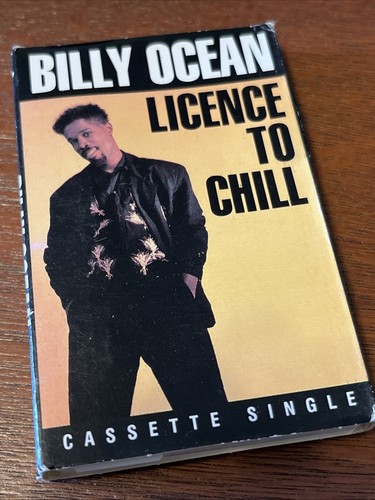 BILLY OCEAN
LICENCE
TO
CHILL
CASSETTE SINGLE